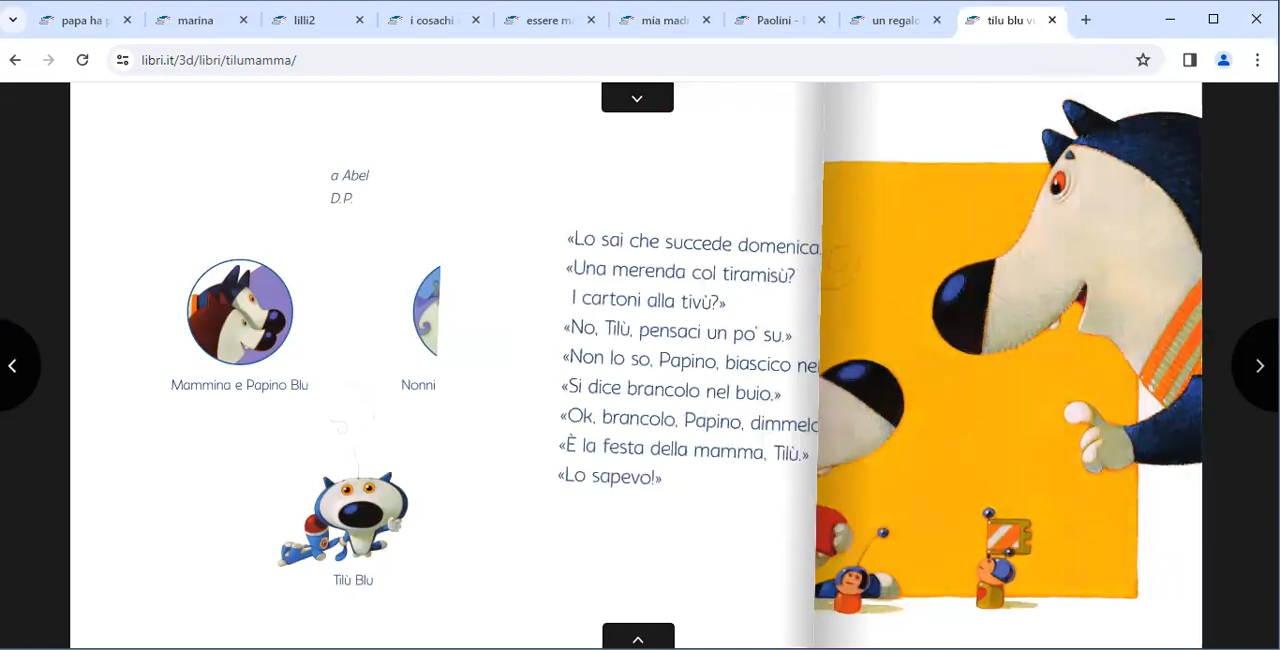 papa ha p
marina
lilli2
i cosachi
essere m
mia mad
Paolini -
un regalo
tilu blu v
libri.it/3d/libri/tilumamma/
a Abel
D.P.
Mammina e Papino Blu
Nonni
Tilù Blu
«Lo sai che succede domenica
«Una merenda col tiramisù?
I cartoni alla tivù?»
«No, Tilù, pensaci un po' su.»
«Non lo so, Papino, biascico nel
«Si dice brancolo nel buio.»
«Ok, brancolo, Papino, dimmelo
«È la festa della mamma, Tilù.»
«Lo sapevo!»